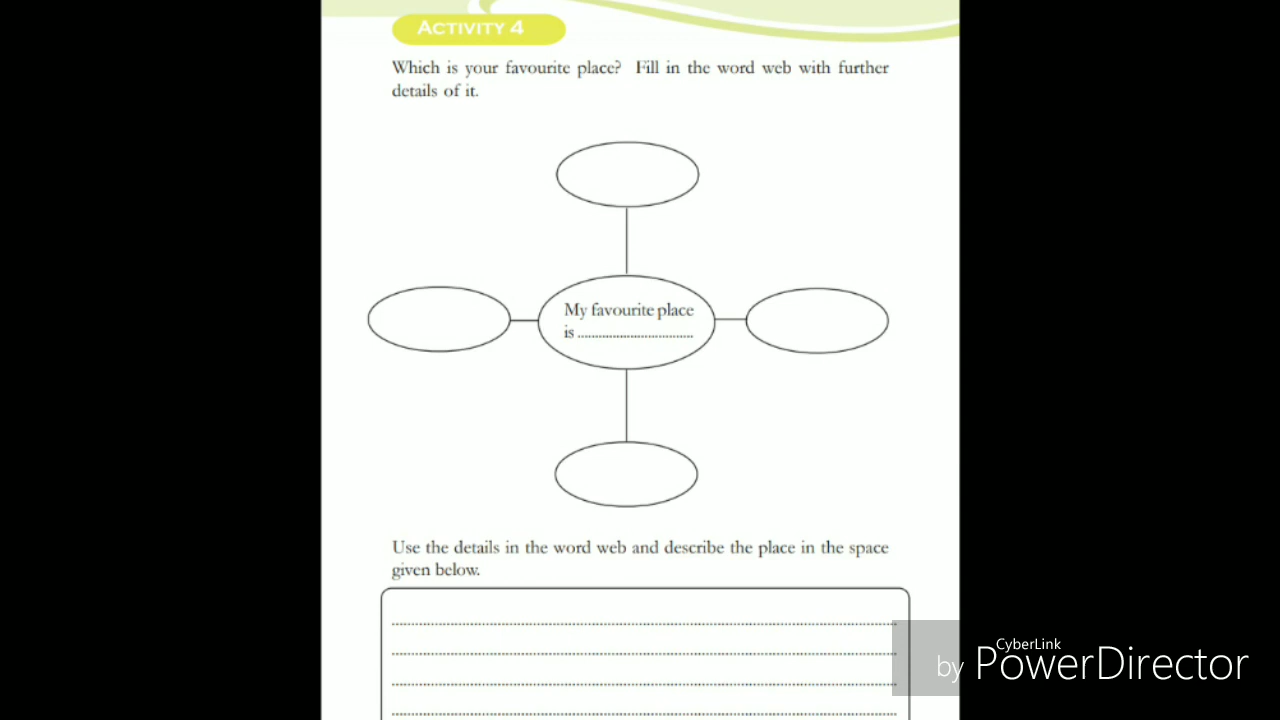 ACTIVITY 4
Which is your favourite place? Fill in the word web with further
details of it.
My favourite place
is ..................................
Use the details in the word web and describe the place in the space
given below.
CyberLink
by PowerDirector